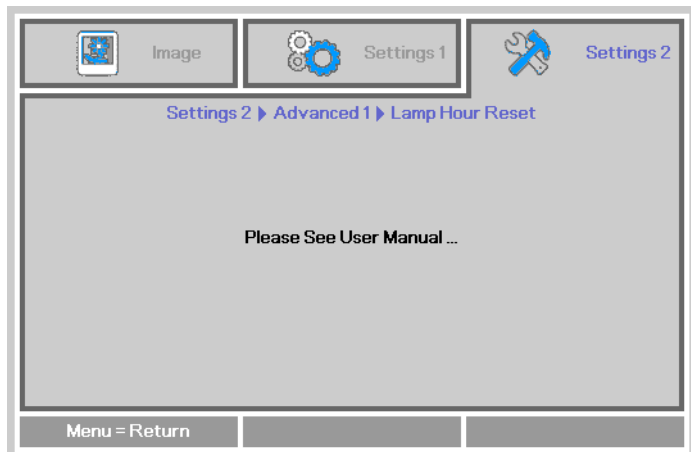 Image
Settings 1
Settings 2
Settings 2 ▶ Advanced 1 ▶ Lamp Hour Reset
Please See User Manual ...
Menu = Return